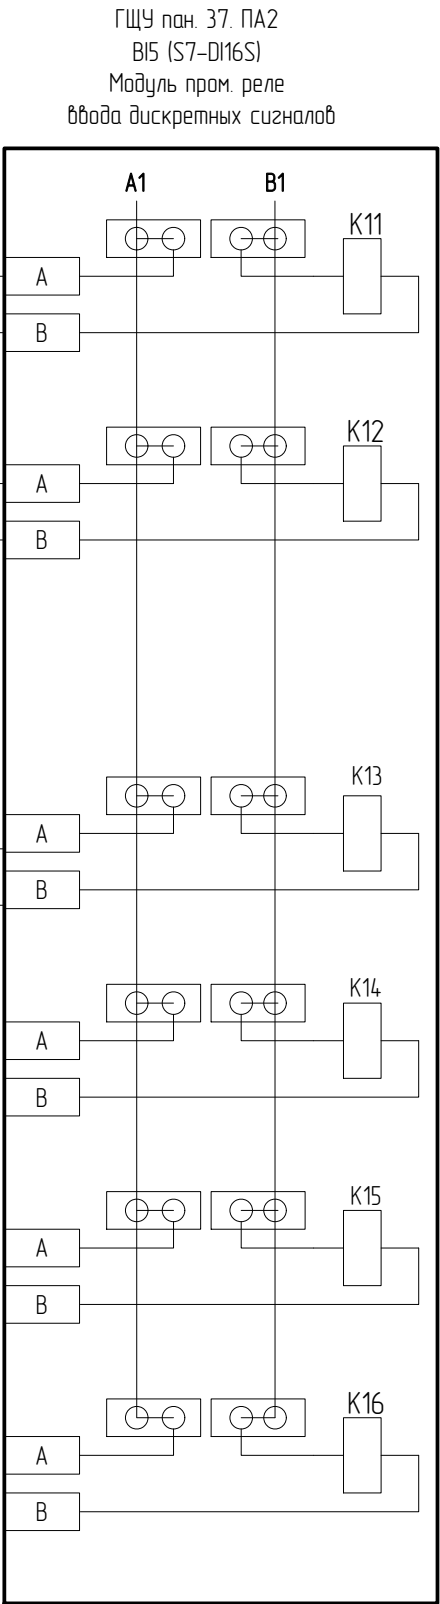 ГЩУ пан. 37. ПА2
BI5 (S7-DI16S)
Модуль пром. реле
ввода дискретных сигналов
A1 B1
K11
A
B
K12
A
B
K13
A
B
K14
A
B
K15
A
B
K16
A
B